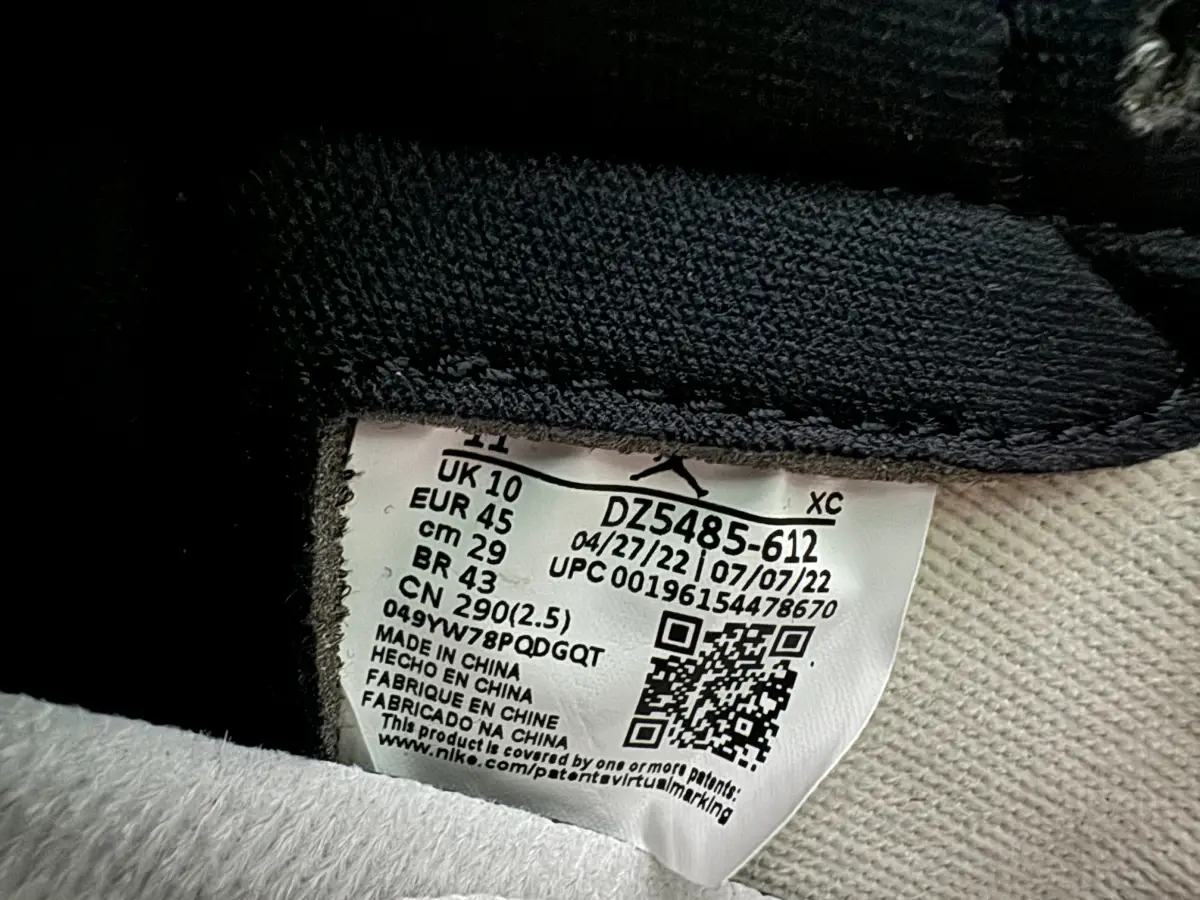 11
UK 10
EUR 45
cm 29
BR 43
CN 290(2.5)
049YW78PQDGQT
MADE IN CHINA
HECHO EN CHINA
FABRIQUE EN CHINE
FABRICADO NA CHINA
This product is covered by one or more patents:
www.nike.com/patentsvirtualmarking
XC
DZ5485-612
04/27/22 | 07/07/22
UPC 00196154478670